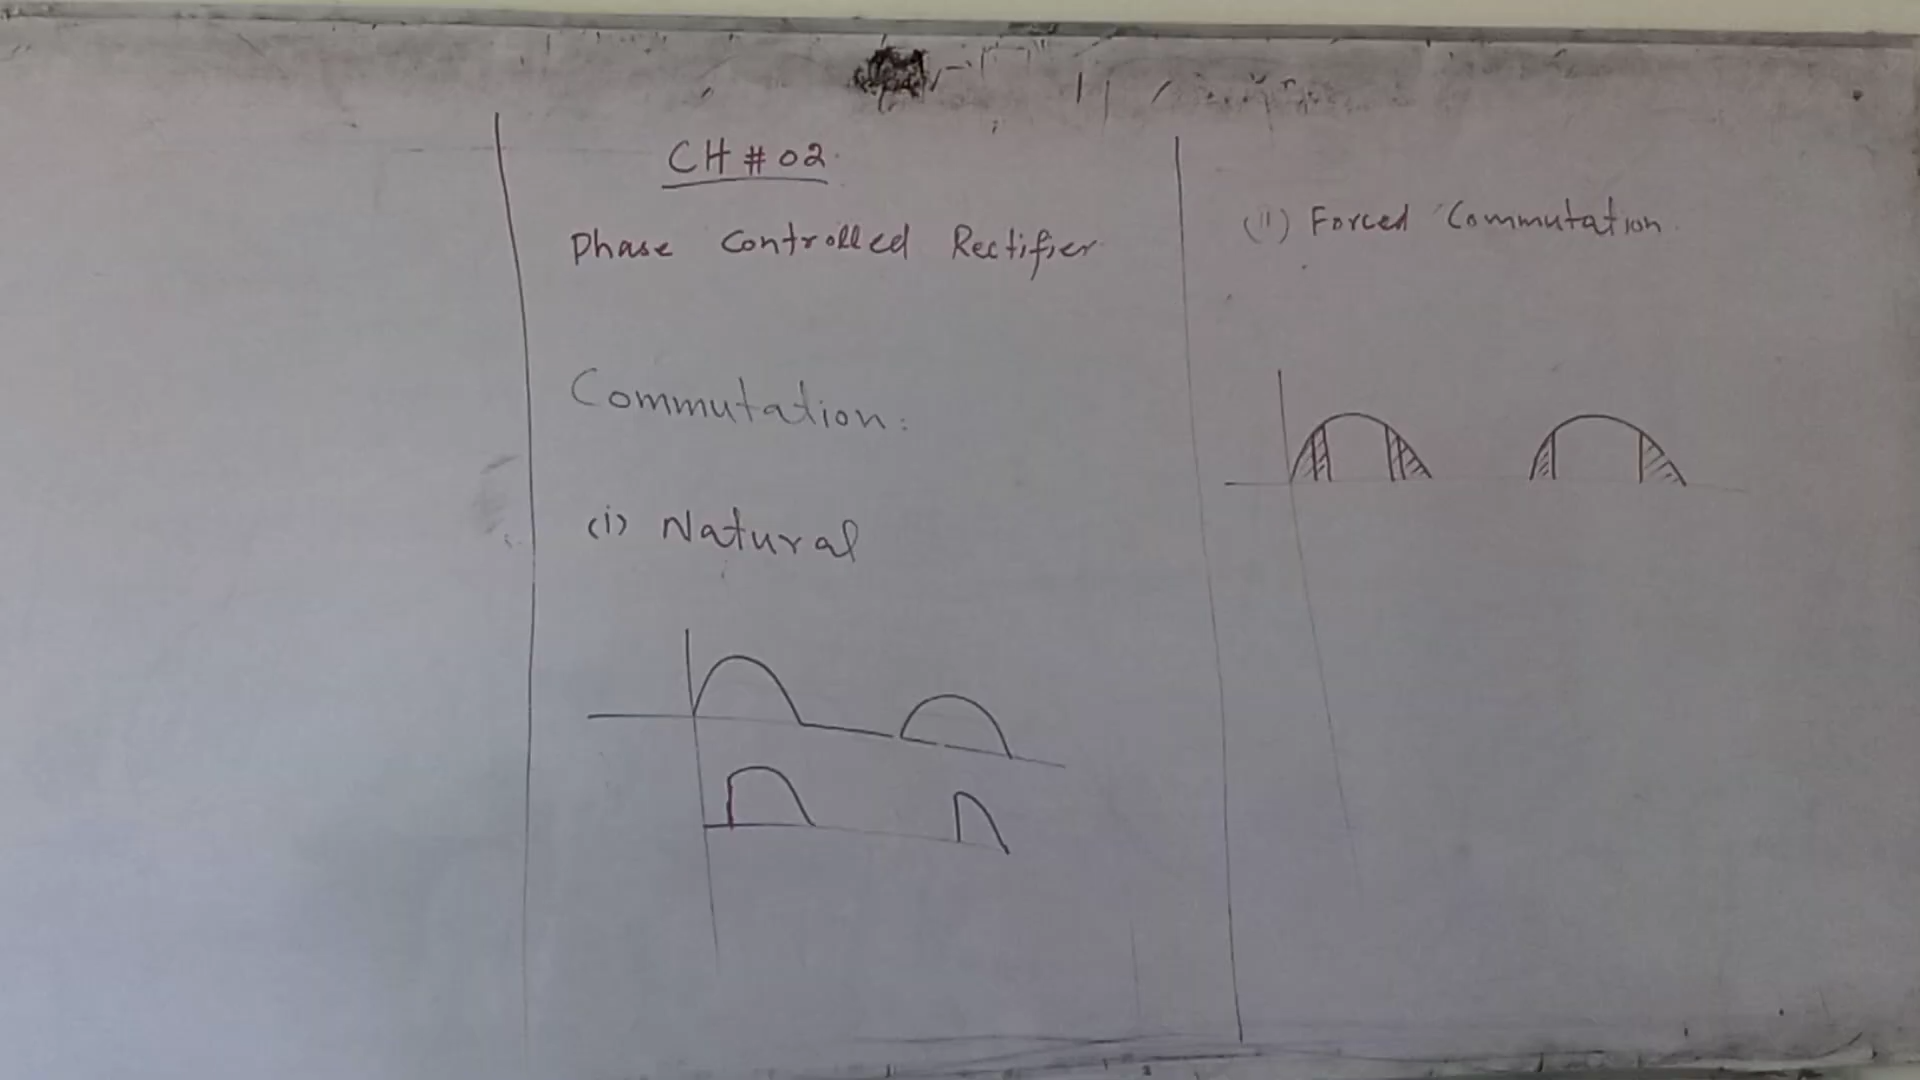 CH # 02
Phase Controlled Rectifier
Commutation:
(i) Natural
(ii) Forced Commutation